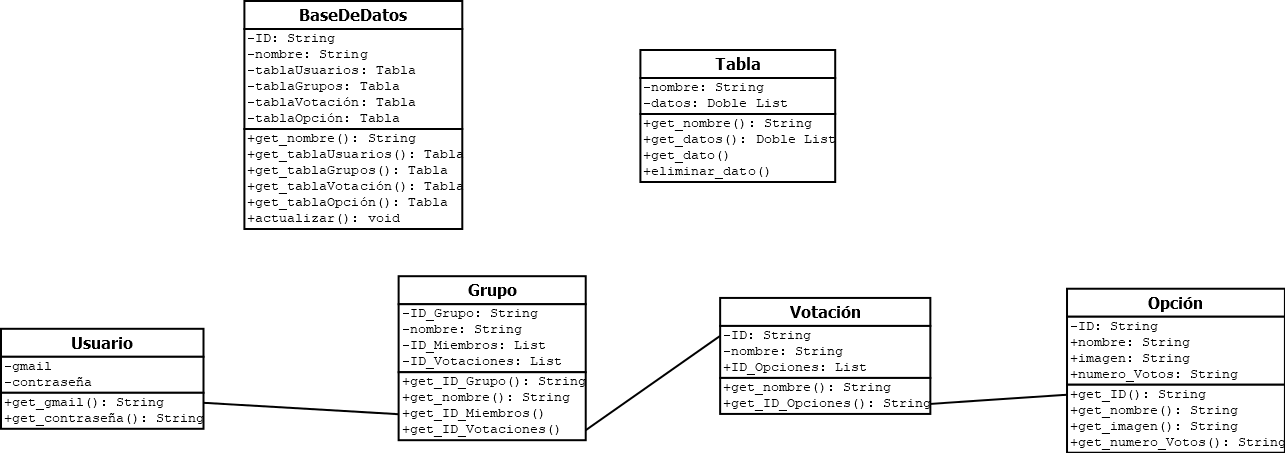 BaseDeDatos
-ID: String
-nombre: String
-tablaUsuarios: Tabla
-tablaGrupos: Tabla
-tablaVotación: Tabla
-tablaOpción: Tabla
+get_nombre(): String
+get_tablaUsuarios(): Tabla
+get_tablaGrupos(): Tabla
+get_tablaVotación(): Tabla
+get_tablaOpción(): Tabla
+actualizar(): void
Tabla
-nombre: String
-datos: Doble List
+get_nombre(): String
+get_datos(): Doble List
+get_dato()
+eliminar_dato()
Usuario
-gmail
-contraseña
+get_gmail(): String
+get_contraseña(): String
Grupo
-ID_Grupo: String
-nombre: String
-ID_Miembros: List
-ID_Votaciones: List
+get_ID_Grupo(): String
+get_nombre(): String
+get_ID_Miembros()
+get_ID_Votaciones()
Votación
-ID: String
-nombre: String
+ID_Opciones: List
+get_nombre(): String
+get_ID_Opciones(): String
Opción
-ID: String
+nombre: String
+imagen: String
+numero_Votos: String
+get_ID(): String
+get_nombre(): String
+get_imagen(): String
+get_numero_Votos(): String